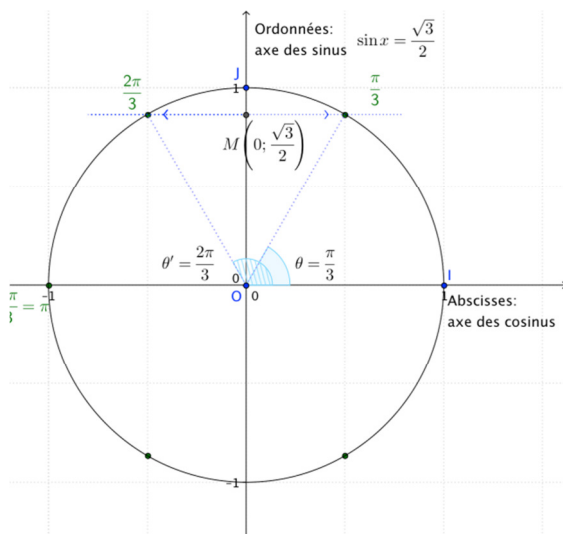 Ordonnées:
axe des sinus
sin x = √3/2
J
2π/3
1
π/3
M(0; √3/2)
θ' = 2π/3
θ = π/3
0
I
π/3 = π
-1
O
0
1
Abscisses:
axe des cosinus
-1